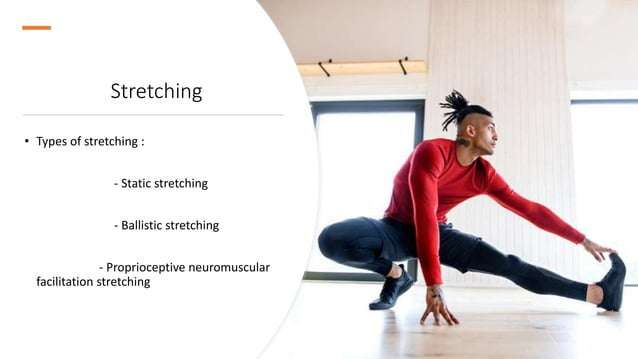 Stretching
• Types of stretching :
- Static stretching
- Ballistic stretching
- Proprioceptive neuromuscular
facilitation stretching